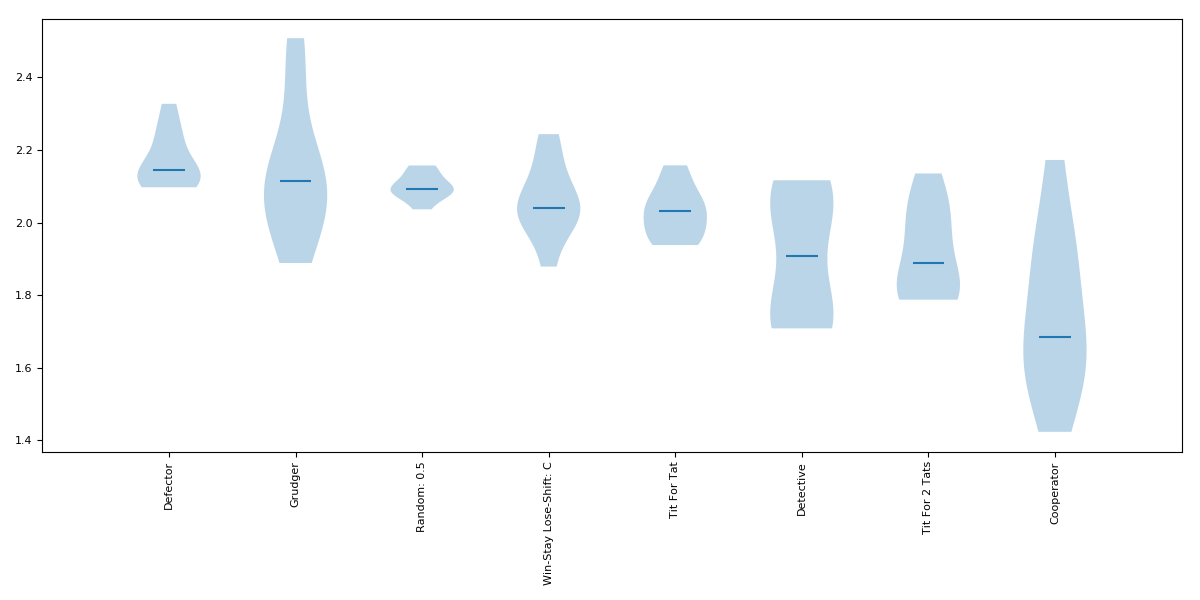 2.4
2.2
2.0
1.8
1.6
1.4
Defector
Grudger
Random: 0.5
Win-Stay Lose-Shift: C
Tit For Tat
Detective
Tit For 2 Tats
Cooperator